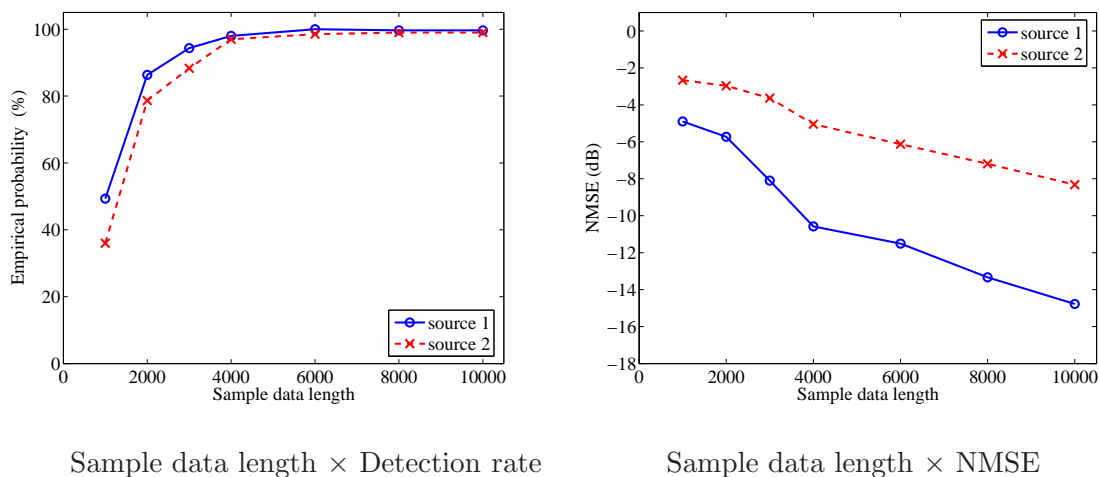 100
80
60
40
20
0
Empirical probability (%)
0 2000 4000 6000 8000 10000
Sample data length
source 1
source 2
0
−2
−4
−6
−8
−10
−12
−14
−16
−18
NMSE (dB)
0 2000 4000 6000 8000 10000
Sample data length
source 1
source 2
Sample data length × Detection rate
Sample data length × NMSE